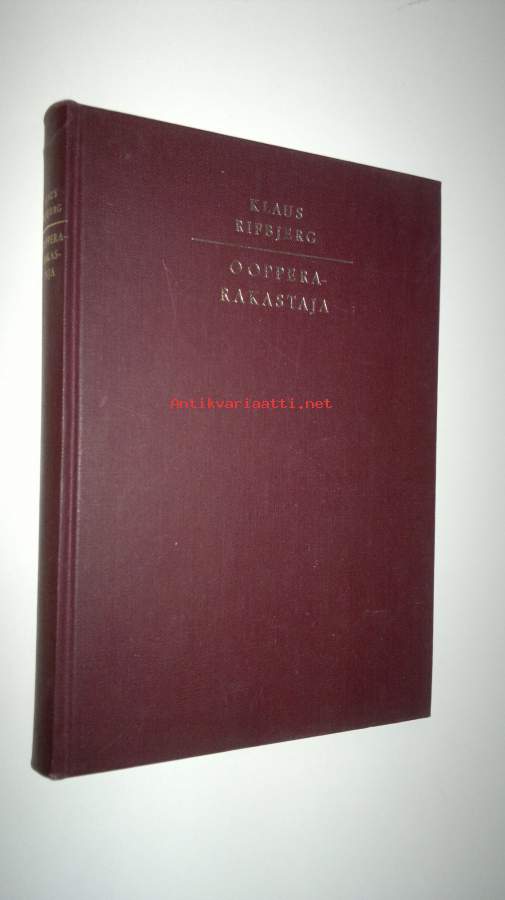 KLAUS
RIFBJERG
OOPPERA-
RAKASTAJA
Antikvariaatti.net